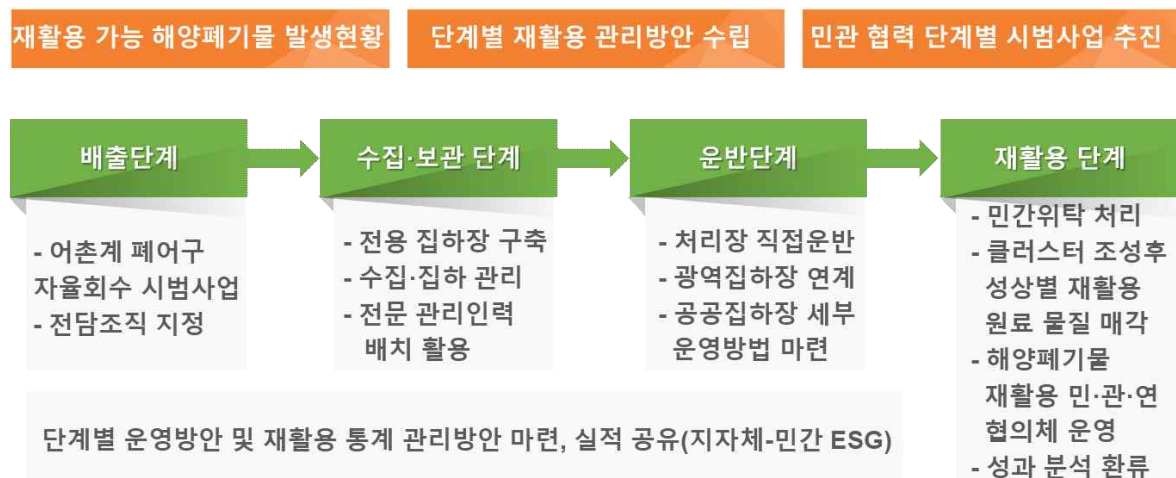 재활용 가능 해양폐기물 발생현황
단계별 재활용 관리방안 수립
민관 협력 단계별 시범사업 추진
배출단계
- 어촌계 폐어구
자율회수 시범사업
- 전담조직 지정
수집·보관 단계
- 전용 집하장 구축
- 수집·집하 관리
- 전문 관리인력
배치 활용
운반단계
- 처리장 직접운반
- 광역집하장 연계
- 공공집하장 세부
운영방법 마련
재활용 단계
- 민간위탁 처리
- 클러스터 조성후
성상별 재활용
원료 물질 매각
- 해양폐기물
재활용 민·관·연
협의체 운영
- 성과 분석 환류
단계별 운영방안 및 재활용 통계 관리방안 마련, 실적 공유(지자체-민간 ESG)